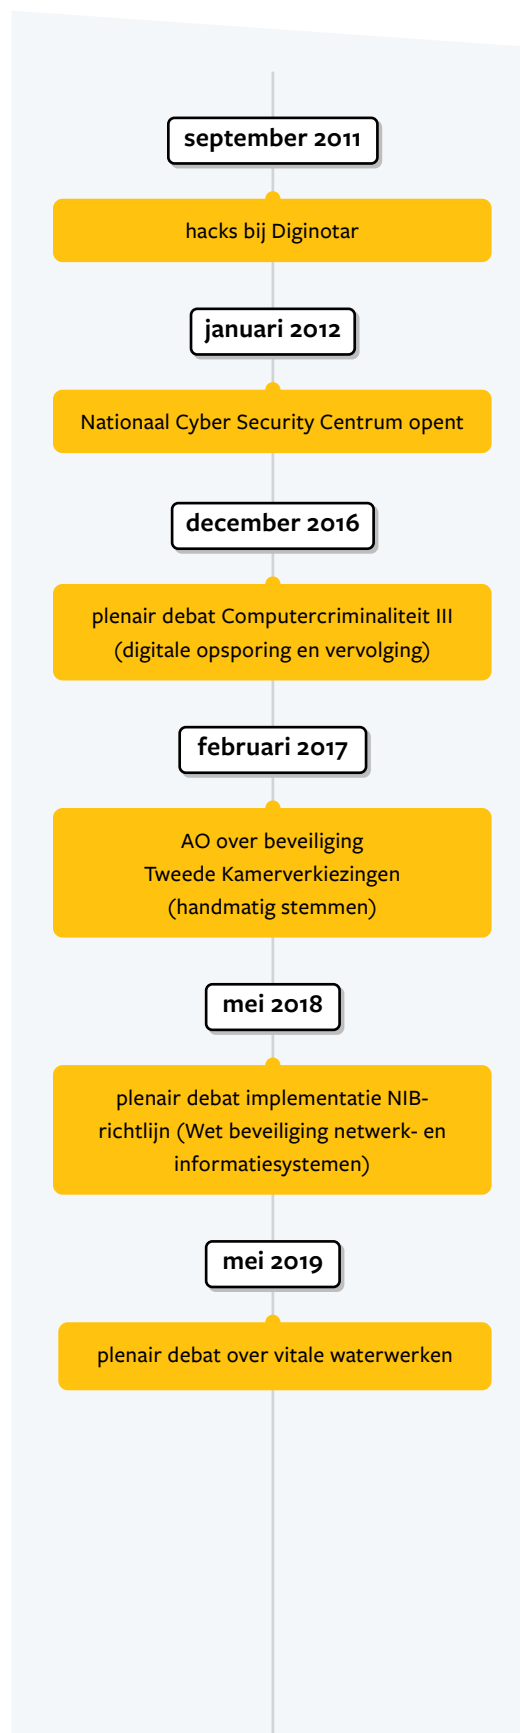 september 2011
hacks bij Diginotar
januari 2012
Nationaal Cyber Security Centrum opent
december 2016
plenair debat Computercriminaliteit III
(digitale opsporing en vervolging)
februari 2017
AO over beveiliging
Tweede Kamerverkiezingen
(handmatig stemmen)
mei 2018
plenair debat implementatie NIB-
richtlijn (Wet beveiliging netwerk- en
informatiesystemen)
mei 2019
plenair debat over vitale waterwerken